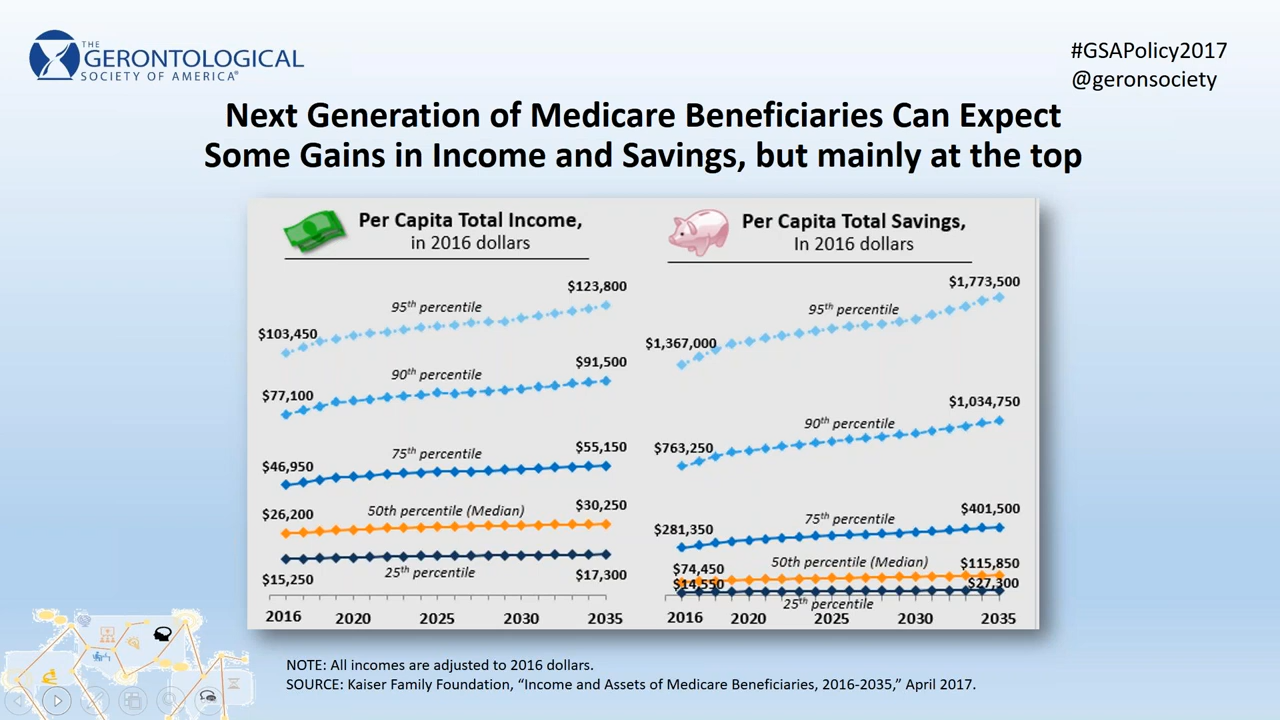 THE
GERONTOLOGICAL
SOCIETY OF AMERICA®
#GSAPolicy2017
@geronsociety
Next Generation of Medicare Beneficiaries Can Expect
Some Gains in Income and Savings, but mainly at the top
Per Capita Total Income,
in 2016 dollars
$123,800
95th percentile
$103,450
$91,500
90th percentile
$77,100
$55,150
75th percentile
$46,950
$30,250
50th percentile (Median)
$26,200
25th percentile
$15,250
$17,300
2016 2020 2025 2030 2035
Per Capita Total Savings,
In 2016 dollars
$1,773,500
95th percentile
$1,367,000
$1,034,750
90th percentile
$763,250
$401,500
75th percentile
$281,350
50th percentile (Median)
$115,850
$74,450
$14,550
$27,300
25th percentile
2016 2020 2025 2030 2035
NOTE: All incomes are adjusted to 2016 dollars.
SOURCE: Kaiser Family Foundation, “Income and Assets of Medicare Beneficiaries, 2016-2035,” April 2017.